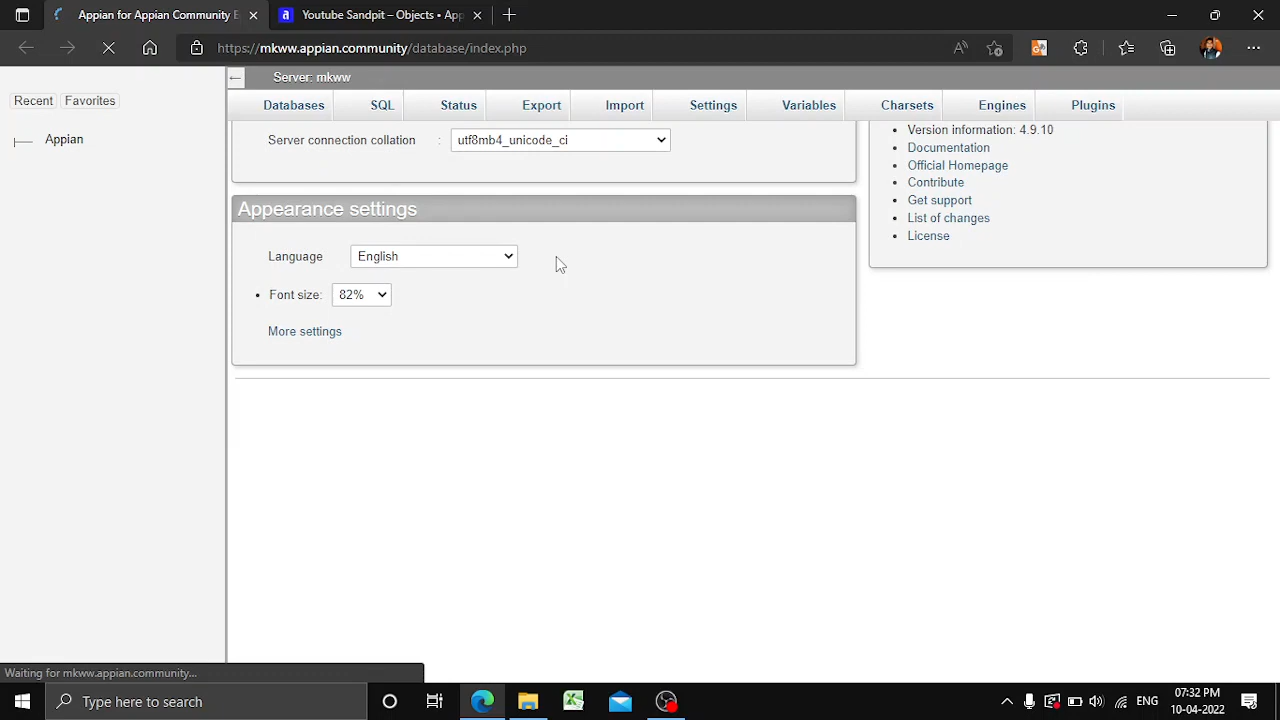 Appian for Appian Community E
Youtube Sandpit – Objects • App
https://mkww.appian.community/database/index.php
Recent Favorites
Appian
← Server: mkww
Databases SQL Status Export Import Settings Variables Charsets Engines Plugins
Server connection collation : utf8mb4_unicode_ci
Appearance settings
Language English
• Font size: 82%
More settings
• Version information: 4.9.10
• Documentation
• Official Homepage
• Contribute
• Get support
• List of changes
• License
Waiting for mkww.appian.community...
Type here to search
ENG
07:32 PM
10-04-2022